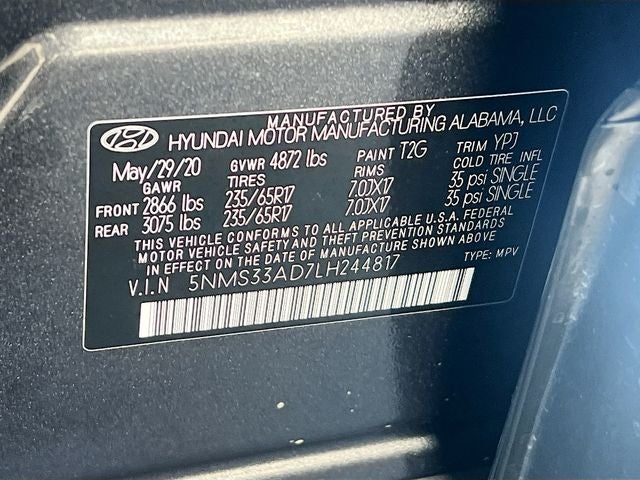 MANUFACTURED BY
HYUNDAI MOTOR MANUFACTURING ALABAMA, LLC
May/29/20 GVWR 4872 lbs PAINT T2G TRIM YPJ
GAWR TIRES RIMS COLD TIRE INFL
FRONT 2866 lbs 235/65R17 7.0JX17 35 psi SINGLE
REAR 3075 lbs 235/65R17 7.0JX17 35 psi SINGLE
THIS VEHICLE CONFORMS TO ALL APPLICABLE U.S.A. FEDERAL
MOTOR VEHICLE SAFETY AND THEFT PREVENTION STANDARDS
IN EFFECT ON THE DATE OF MANUFACTURE SHOWN ABOVE.
V.I.N 5NMS33AD7LH244817 TYPE: MPV